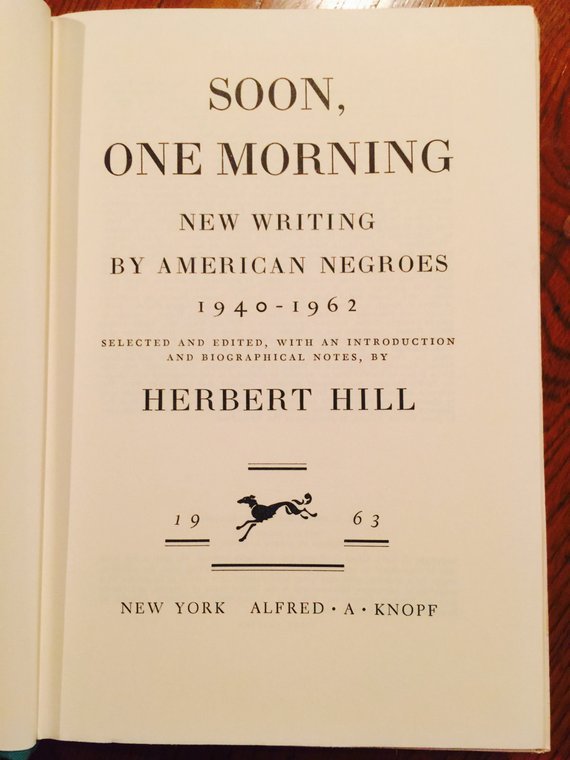 SOON,
ONE MORNING
NEW WRITING
BY AMERICAN NEGROES
1940-1962
SELECTED AND EDITED, WITH AN INTRODUCTION
AND BIOGRAPHICAL NOTES, BY
HERBERT HILL
19 63
NEW YORK ALFRED · A · KNOPF